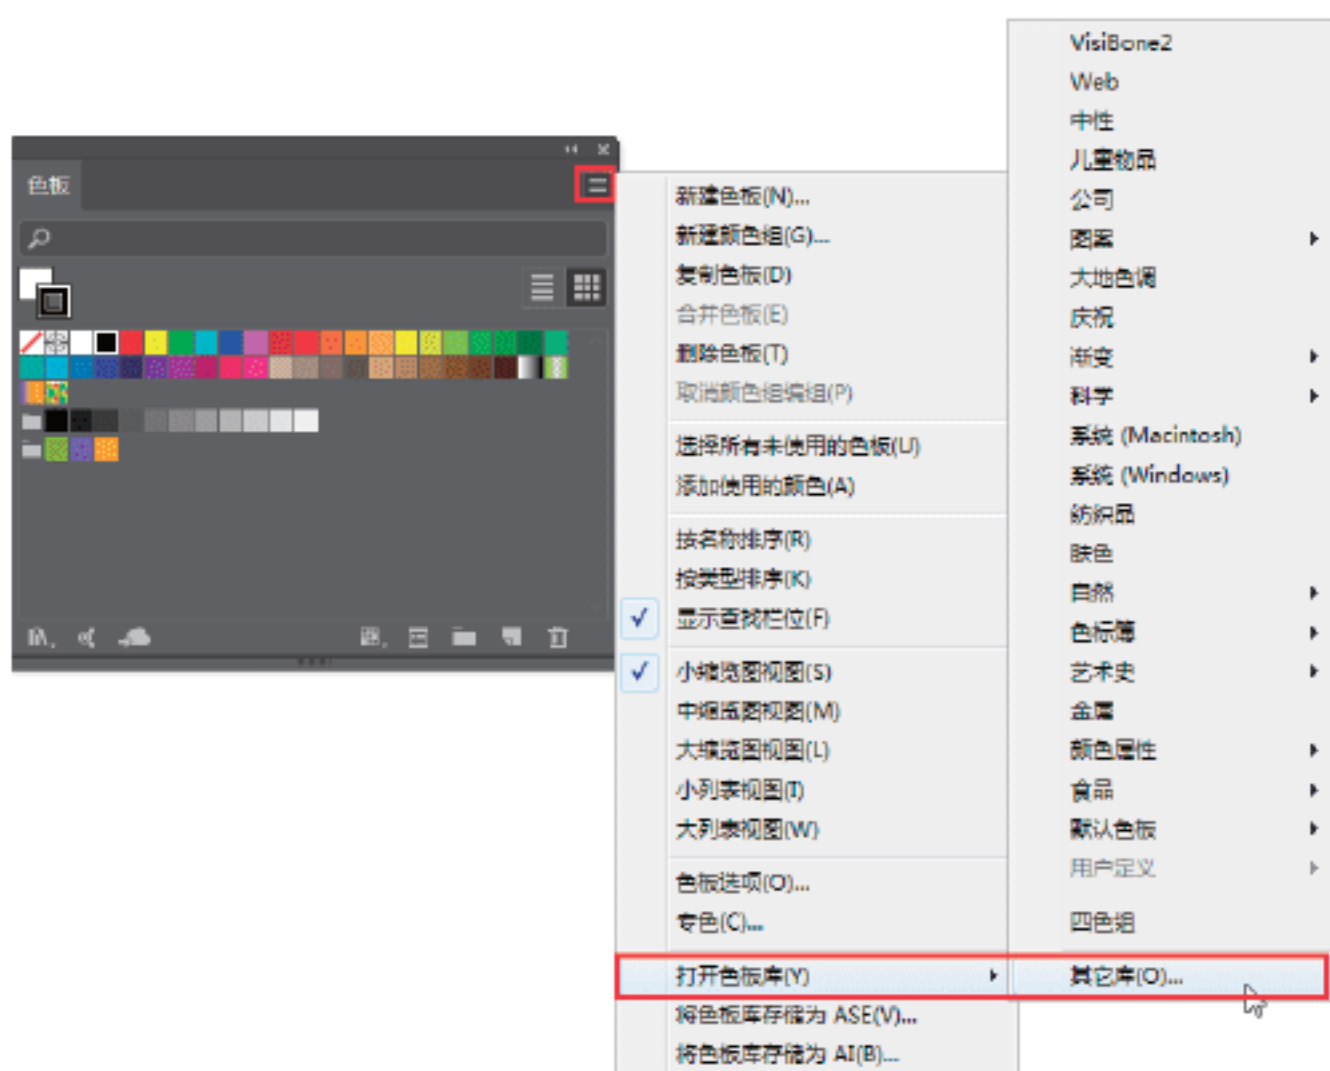 色板
新建色板(N)...
新建颜色组(G)...
复制色板(D)
合并色板(E)
删除色板(T)
取消颜色组编组(P)
选择所有未使用的色板(U)
添加使用的颜色(A)
按名称排序(R)
按类型排序(K)
显示查找栏位(F)
小缩览图视图(S)
中缩览图视图(M)
大缩览图视图(L)
小列表视图(I)
大列表视图(W)
色板选项(O)...
专色(C)...
打开色板库(Y)
将色板库存储为 ASE(V)...
将色板库存储为 AI(B)...
VisiBone2
Web
中性
儿童物品
公司
图案
大地色调
庆祝
渐变
科学
系统 (Macintosh)
系统 (Windows)
纺织品
肤色
自然
色标簿
艺术史
金属
颜色属性
食品
默认色板
用户定义
四色组
其它库(O)...